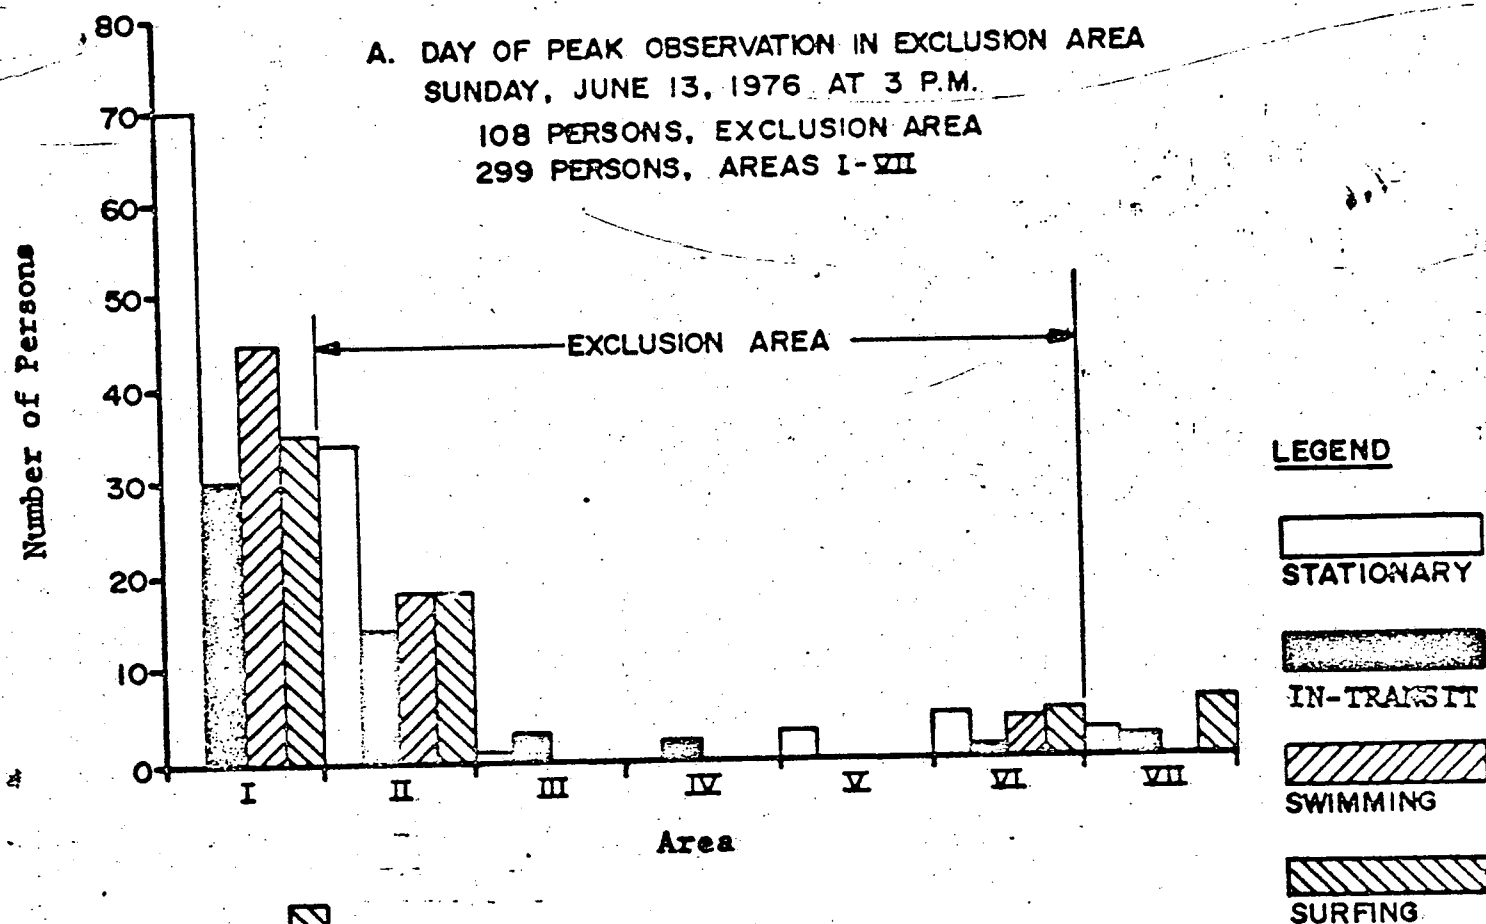 A. DAY OF PEAK OBSERVATION IN EXCLUSION AREA
SUNDAY, JUNE 13, 1976 AT 3 P.M.
108 PERSONS, EXCLUSION AREA
299 PERSONS, AREAS I-VII
80
70
60
50
40
30
20
10
0
Number of Persons
EXCLUSION AREA
I II III IV V VI VII
Area
LEGEND
STATIONARY
IN-TRANSIT
SWIMMING
SURFING